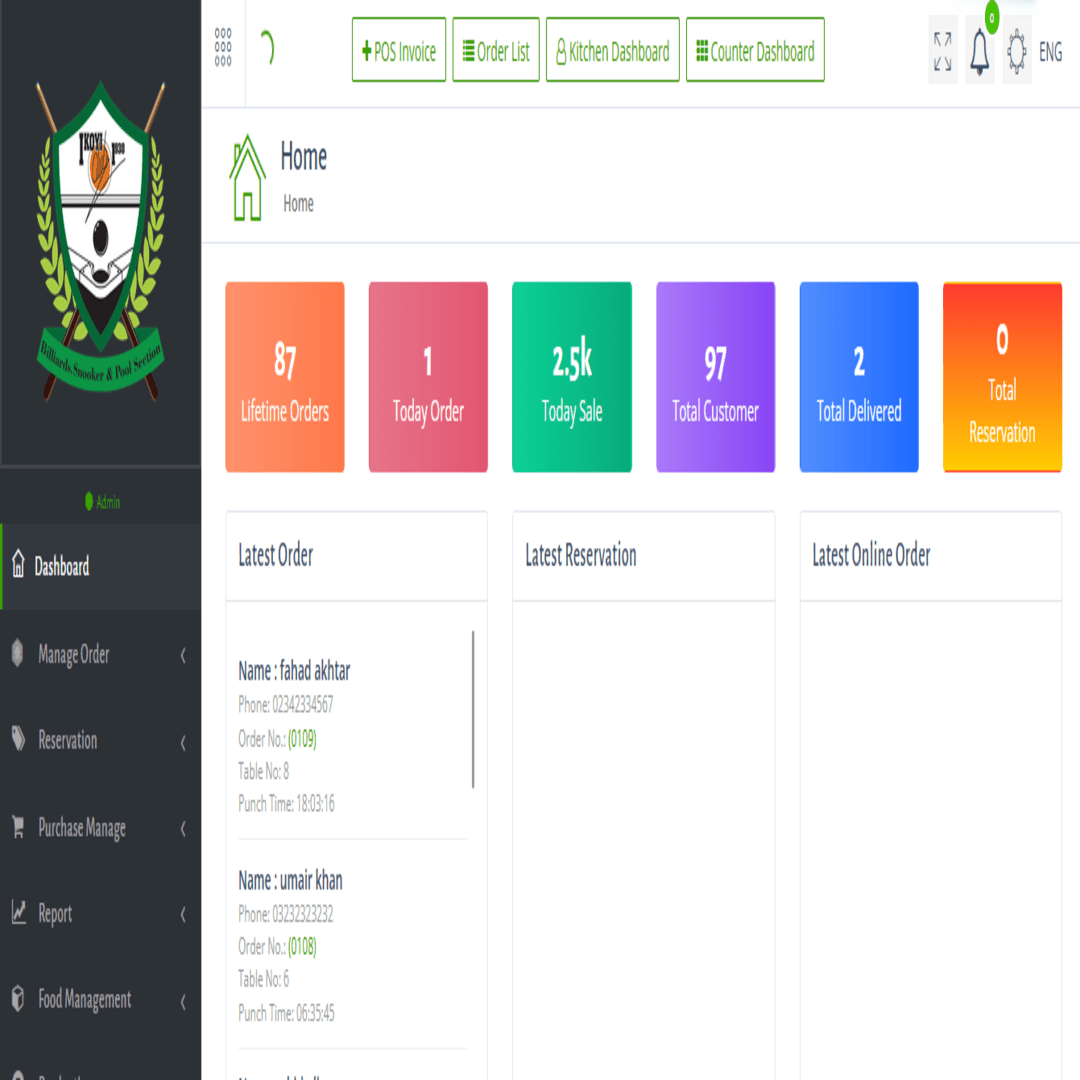 IKOYI 1938
Billiards, Snooker & Pool Section
Admin
Dashboard
Manage Order
Reservation
Purchase Manage
Report
Food Management
POS Invoice
Order List
Kitchen Dashboard
Counter Dashboard
0
ENG
Home
Home
87
Lifetime Orders
1
Today Order
2.5k
Today Sale
97
Total Customer
2
Total Delivered
0
Total
Reservation
Latest Order
Name : fahad akhtar
Phone: 02342334567
Order No.: (0109)
Table No: 8
Punch Time: 18:03:16
Name : umair khan
Phone: 03232323232
Order No.: (0108)
Table No: 6
Punch Time: 06:35:45
Latest Reservation
Latest Online Order